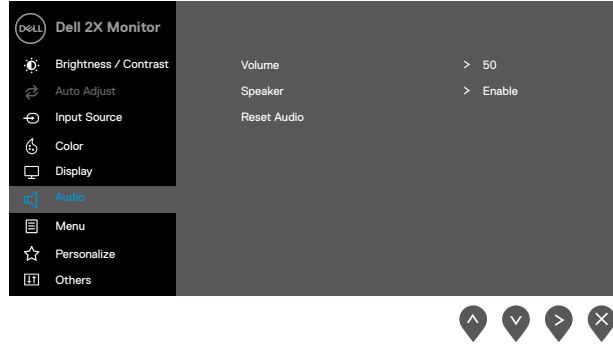 DELL Dell 2X Monitor
Brightness / Contrast
Auto Adjust
Input Source
Color
Display
Audio
Menu
Personalize
Others
Volume > 50
Speaker > Enable
Reset Audio